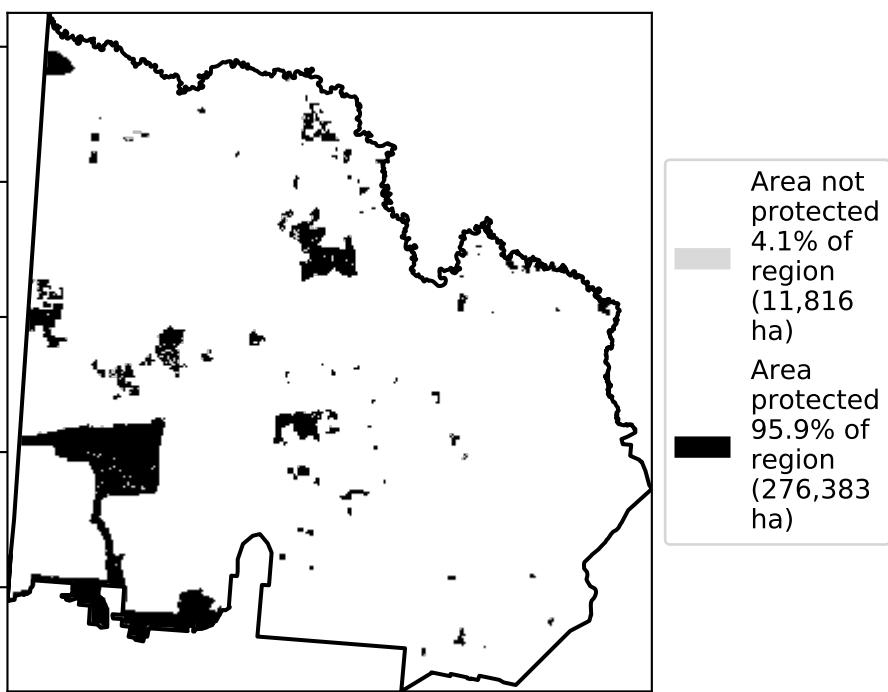 Area not
protected
4.1% of
region
(11,816
ha)
Area
protected
95.9% of
region
(276,383
ha)